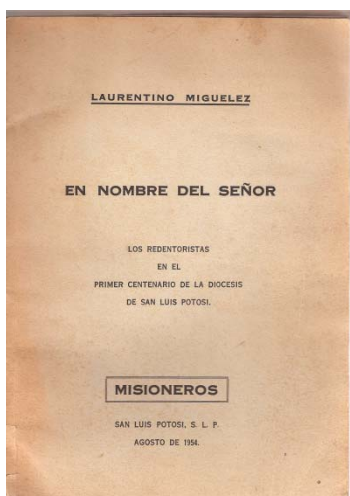 LAURENTINO MIGUELEZ
EN NOMBRE DEL SEÑOR
LOS REDENTORISTAS
EN EL
PRIMER CENTENARIO DE LA DIOCESIS
DE SAN LUIS POTOSI.
MISIONEROS
SAN LUIS POTOSI, S. L. P.
AGOSTO DE 1954.